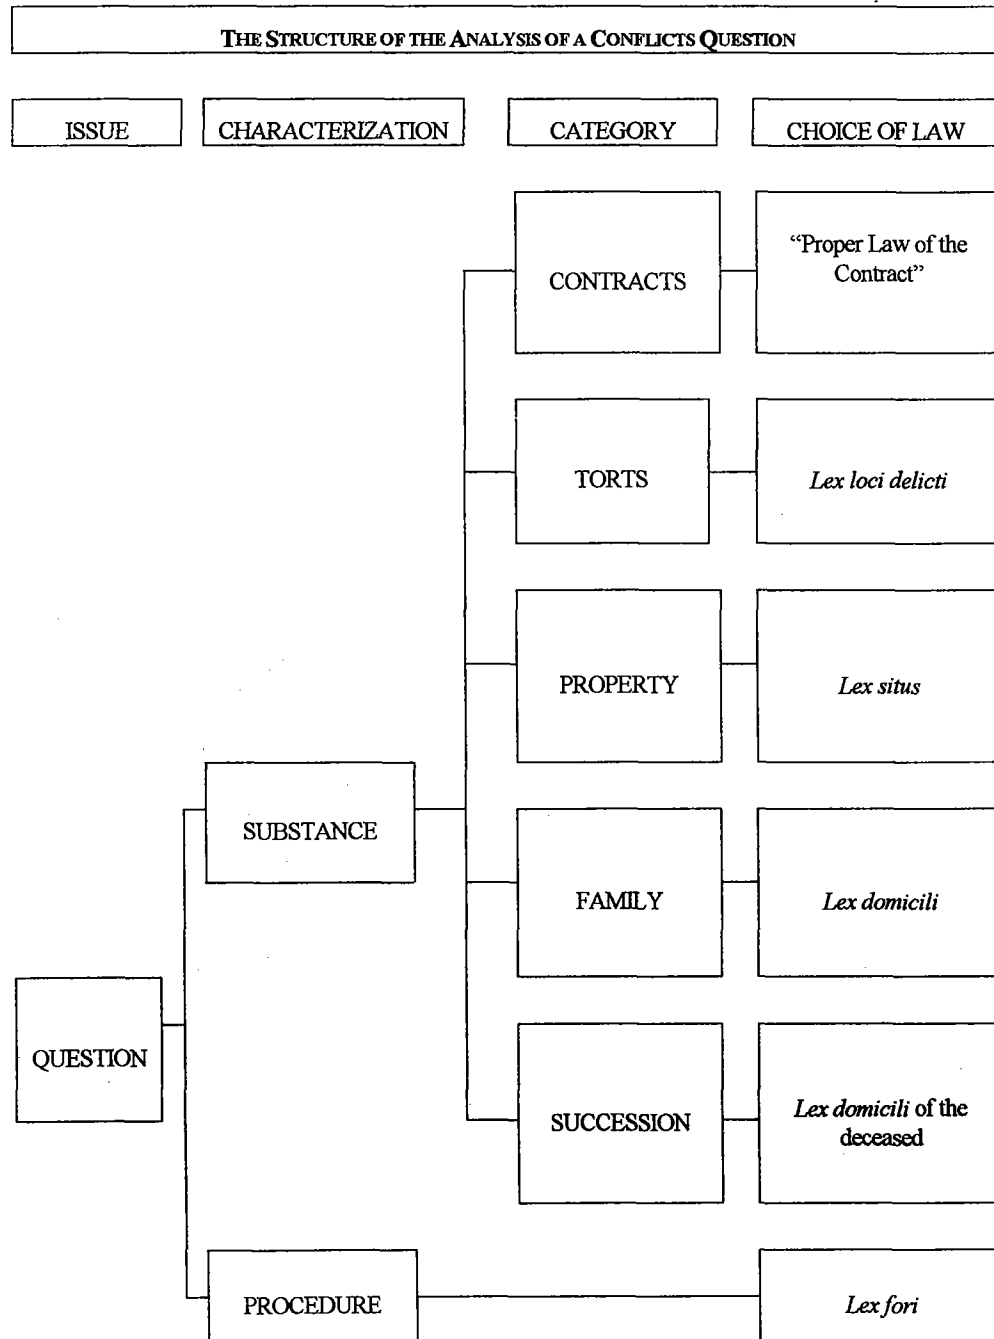 THE STRUCTURE OF THE ANALYSIS OF A CONFLICTS QUESTION
ISSUE
CHARACTERIZATION
CATEGORY
CHOICE OF LAW
CONTRACTS
“Proper Law of the
Contract”
TORTS
Lex loci delicti
PROPERTY
Lex situs
SUBSTANCE
FAMILY
Lex domicili
QUESTION
SUCCESSION
Lex domicili of the
deceased
PROCEDURE
Lex fori